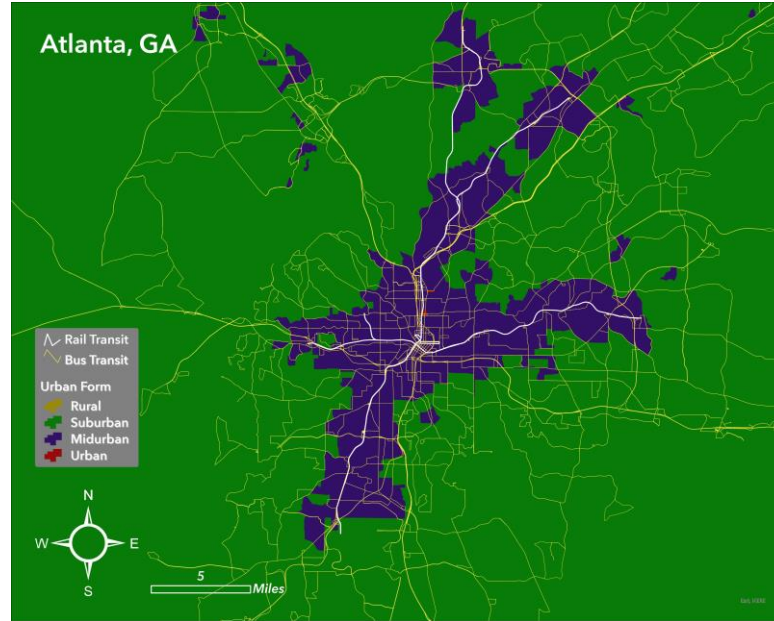 Atlanta, GA
Rail Transit
Bus Transit
Urban Form
Rural
Suburban
Midurban
Urban
N
W E
S
5
Miles